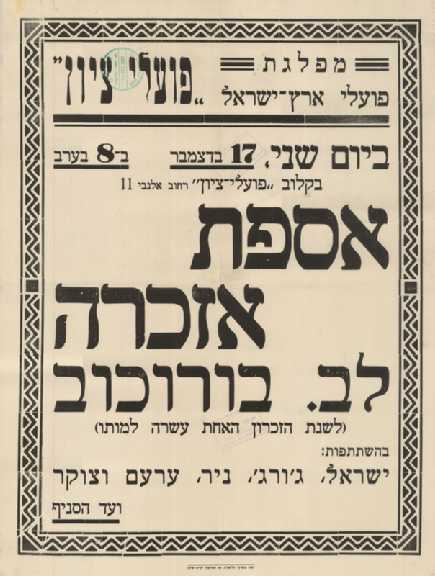 מפלגת
פועלי ארץ־ישראל „פועלי ציון"
ביום שני, 17 בדצמבר ב־8 בערב
בקלוב „פועלי־ציון" רחוב אלנבי 11
אספת
אזכרה
לב. בורוכוב
(לשנת הזכרון האחת עשרה למותו)
בהשתתפות:
ישראלי, ג'ורג', ניר, ערעם וצוקר
ועד הסניף